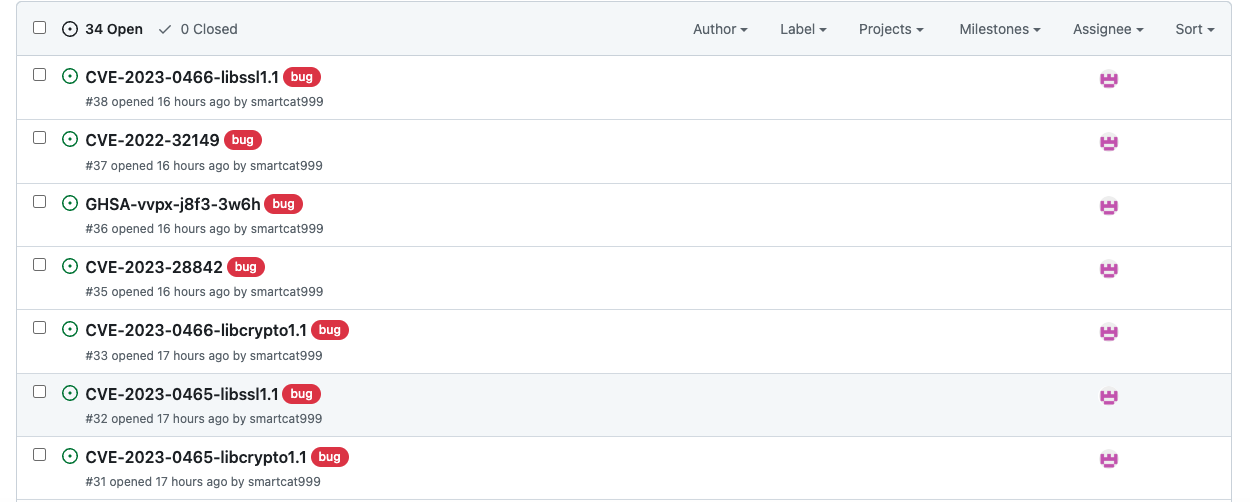 34 Open 0 Closed Author Label Projects Milestones Assignee Sort
CVE-2023-0466-libssl1.1 bug
#38 opened 16 hours ago by smartcat999
CVE-2022-32149 bug
#37 opened 16 hours ago by smartcat999
GHSA-vvpx-j8f3-3w6h bug
#36 opened 16 hours ago by smartcat999
CVE-2023-28842 bug
#35 opened 16 hours ago by smartcat999
CVE-2023-0466-libcrypto1.1 bug
#33 opened 17 hours ago by smartcat999
CVE-2023-0465-libssl1.1 bug
#32 opened 17 hours ago by smartcat999
CVE-2023-0465-libcrypto1.1 bug
#31 opened 17 hours ago by smartcat999